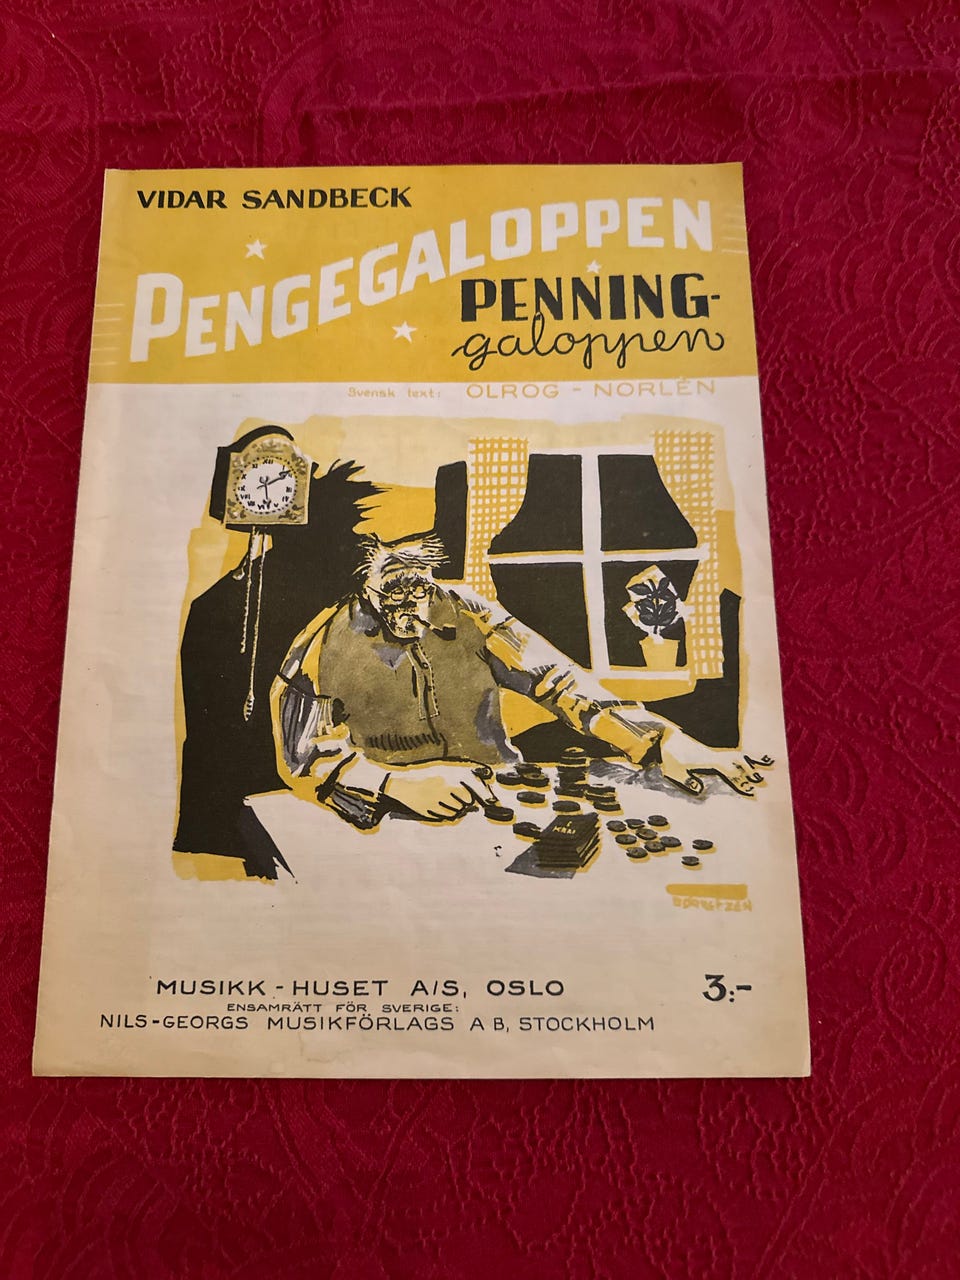 VIDAR SANDBECK
PENGEGALOPPEN
PENNING-
galoppen
Svensk text: OLROG - NORLÉN
MUSIKK-HUSET A/S, OSLO
3:-
ENSAMRÄTT FÖR SVERIGE:
NILS-GEORGS MUSIKFÖRLAGS AB, STOCKHOLM